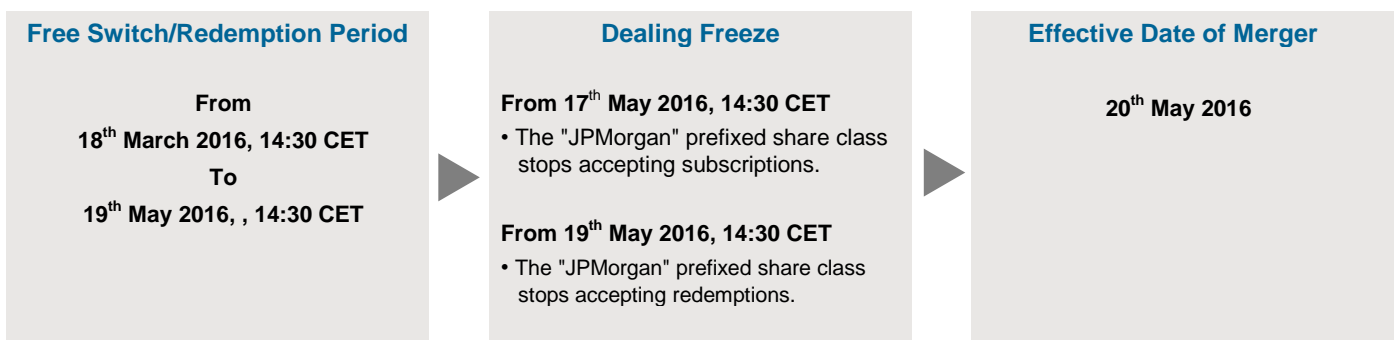 Free Switch/Redemption Period
From
18th March 2016, 14:30 CET
To
19th May 2016, , 14:30 CET
Dealing Freeze
From 17th May 2016, 14:30 CET
• The "JPMorgan" prefixed share class
stops accepting subscriptions.
From 19th May 2016, 14:30 CET
• The "JPMorgan" prefixed share class
stops accepting redemptions.
Effective Date of Merger
20th May 2016